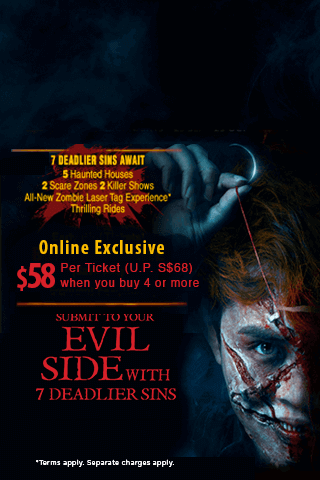 7 DEADLIER SINS AWAIT
5 Haunted Houses
2 Scare Zones 2 Killer Shows
All-New Zombie Laser Tag Experience*
Thrilling Rides
Online Exclusive
$58 Per Ticket (U.P. S$68)
when you buy 4 or more
SUBMIT TO YOUR
EVIL
SIDE WITH
7 DEADLIER SINS
*Terms apply. Separate charges apply.